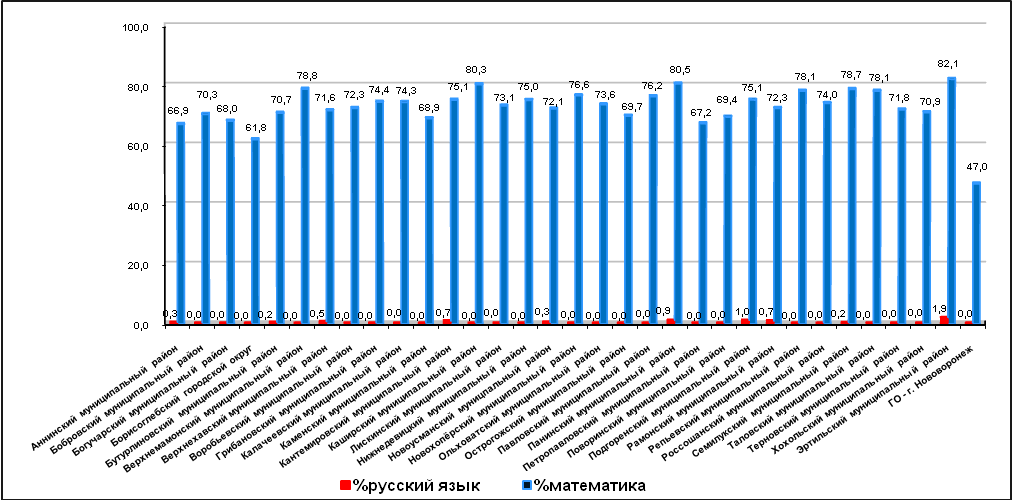 100,0
80,0
60,0
40,0
20,0
0,0
66,9
70,3
68,0
61,8
70,7
78,8
71,6
72,3
74,4
74,3
68,9
75,1
80,3
73,1
75,0
72,1
76,6
73,6
69,7
76,2
80,5
67,2
69,4
75,1
72,3
78,1
74,0
78,7
78,1
71,8
70,9
82,1
47,0
0,3
0,0
0,0
0,0
0,2
0,0
0,5
0,0
0,0
0,0
0,0
0,7
0,0
0,0
0,0
0,3
0,0
0,0
0,0
0,0
0,9
0,0
0,0
1,0
0,7
0,0
0,0
0,2
0,0
0,0
0,0
1,9
0,0
Аннинский муниципальный район
Бобровский муниципальный район
Богучарский муниципальный район
Борисоглебский городской округ
Бутурлиновский муниципальный район
Верхнемамонский муниципальный район
Верхнехавский муниципальный район
Воробьевский муниципальный район
Грибановский муниципальный район
Калачеевский муниципальный район
Каменский муниципальный район
Кантемировский муниципальный район
Каширский муниципальный район
Лискинский муниципальный район
Нижнедевицкий муниципальный район
Новоусманский муниципальный район
Новохопёрский муниципальный район
Ольховатский муниципальный район
Острогожский муниципальный район
Павловский муниципальный район
Панинский муниципальный район
Петропавловский муниципальный район
Поворинский муниципальный район
Подгоренский муниципальный район
Рамонский муниципальный район
Репьевский муниципальный район
Россошанский муниципальный район
Семилукский муниципальный район
Таловский муниципальный район
Терновский муниципальный район
Хохольский муниципальный район
Эртильский муниципальный район
ГО - г. Нововоронеж
%русский язык
%математика